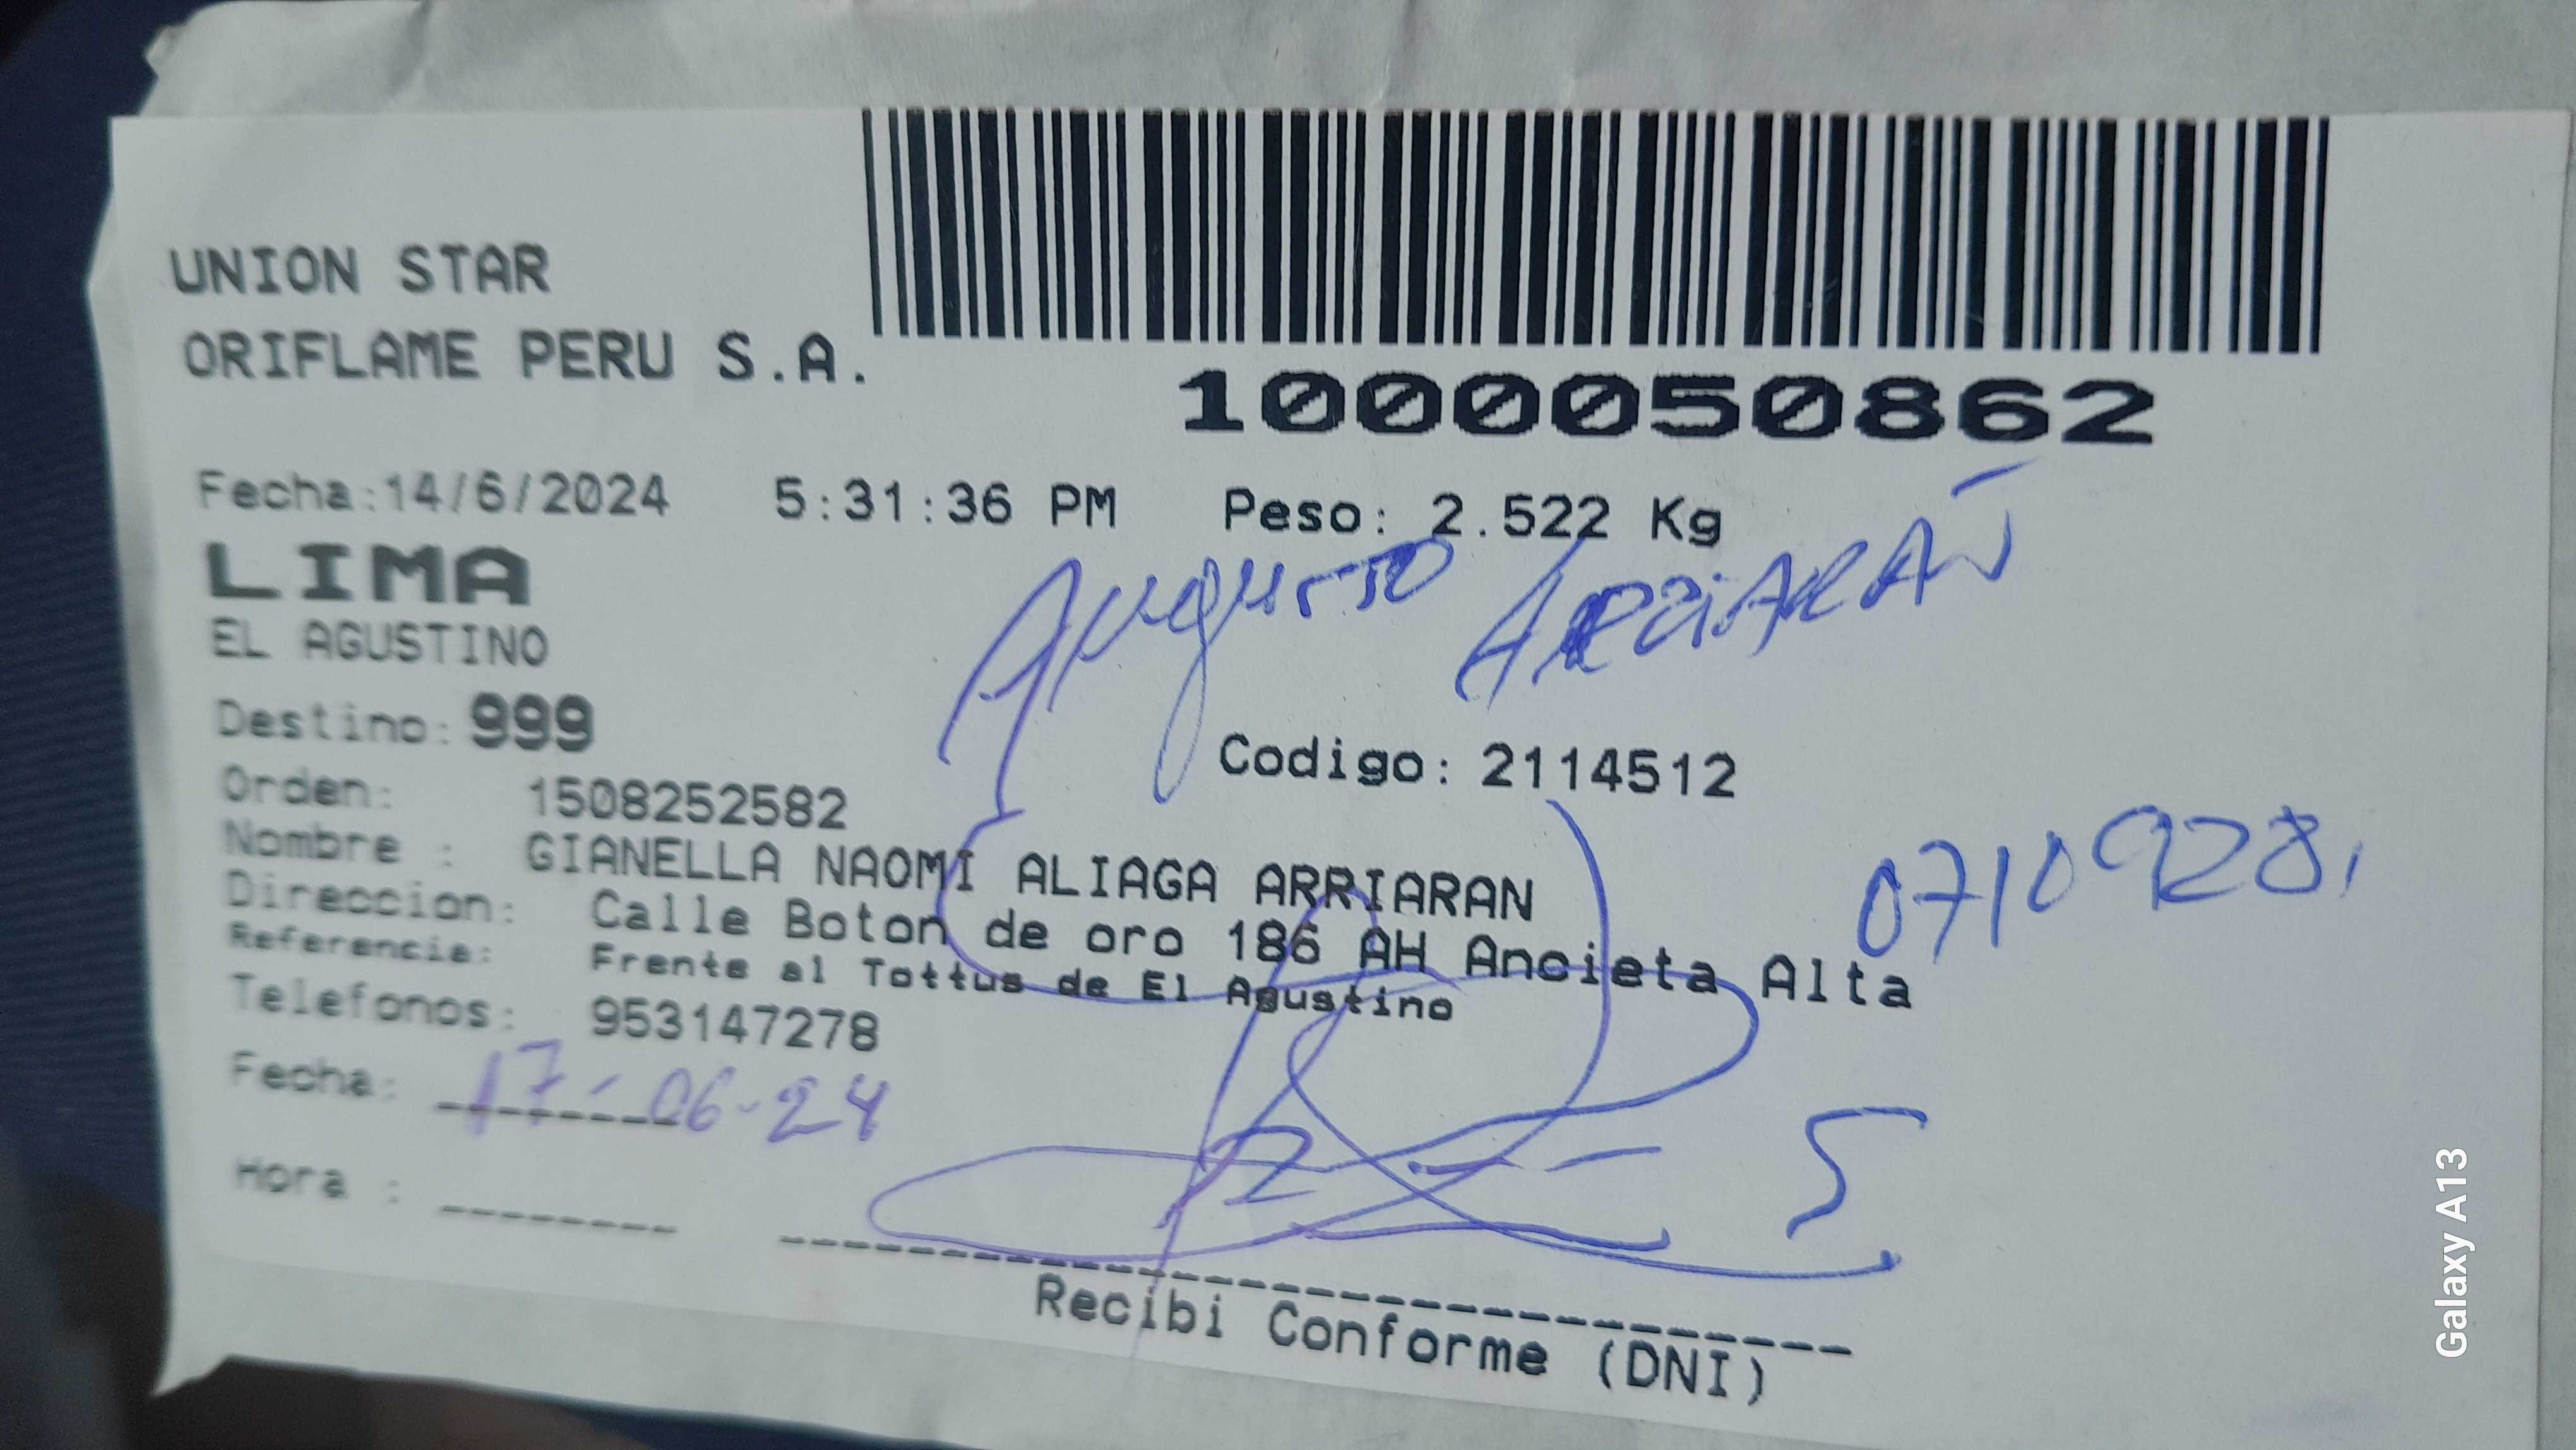 UNION STAR
ORIFLAME PERU S.A.
1000050862
Fecha:14/6/2024 5:31:36 PM Peso: 2.522 Kg
LIMA
Augusto ARRIARAN
EL AGUSTINO
Destino: 999
Codigo: 2114512
Orden: 1508252582
0710928
Nombre : GIANELLA NAOMI ALIAGA ARRIARAN
Direccion: Calle Boton de oro 186 AH Ancieta Alta
Referencia: Frente al Tottus de El Agustino
Telefonos: 953147278
Fecha: 17-06-24
Hora :
Recibi Conforme (DNI)
Galaxy A13